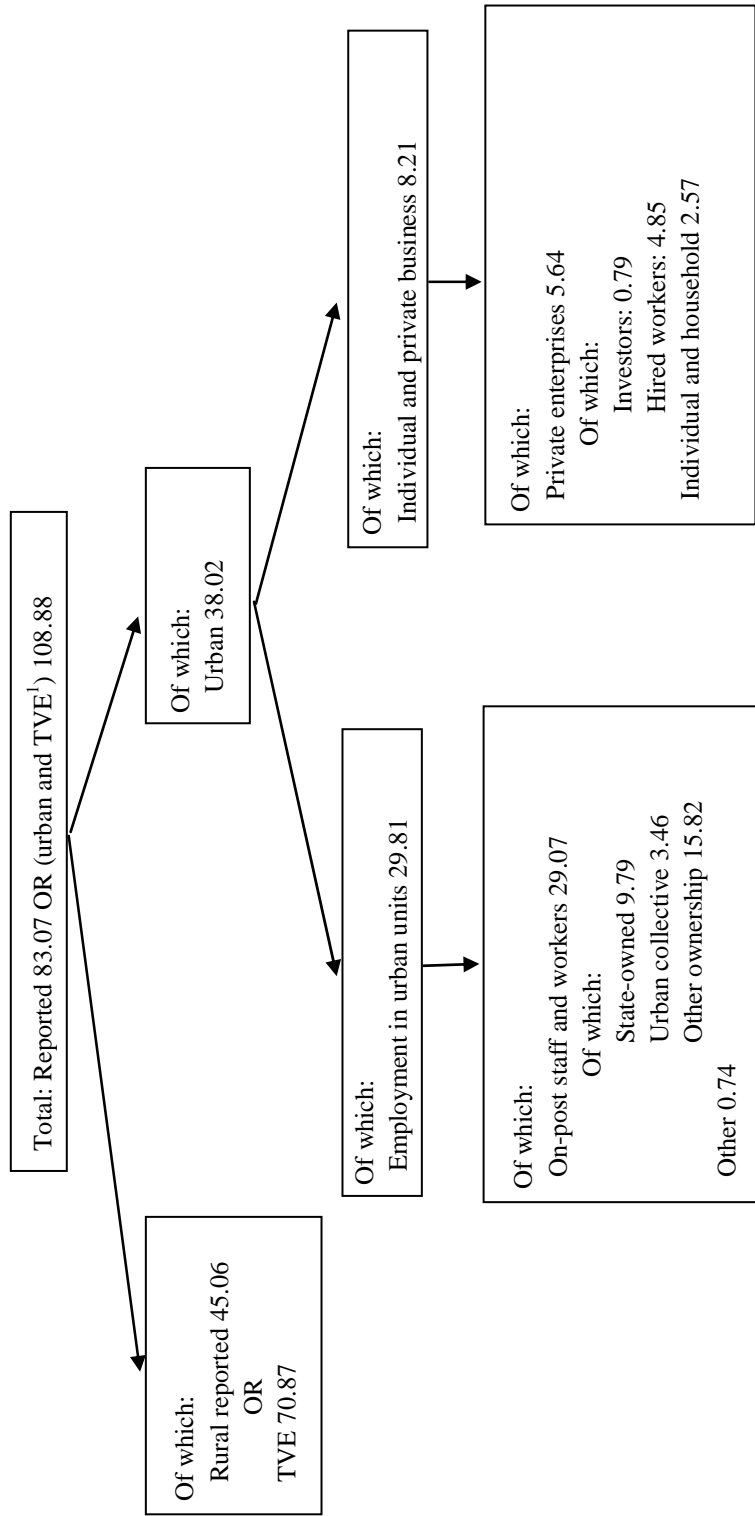 Total: Reported 83.07 OR (urban and TVE¹) 108.88
Of which:
Rural reported 45.06
OR
TVE 70.87
Of which:
Urban 38.02
Of which:
Employment in urban units 29.81
Of which:
Individual and private business 8.21
Of which:
On-post staff and workers 29.07
Of which:
State-owned 9.79
Urban collective 3.46
Other ownership 15.82
Other 0.74
Of which:
Private enterprises 5.64
Of which:
Investors: 0.79
Hired workers: 4.85
Individual and household 2.57